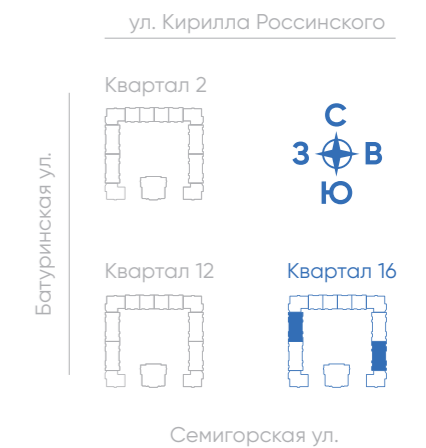 ул. Кирилла Россинского
Квартал 2
С
З В
Ю
Батуринская ул.
Квартал 12
Квартал 16
Семигорская ул.